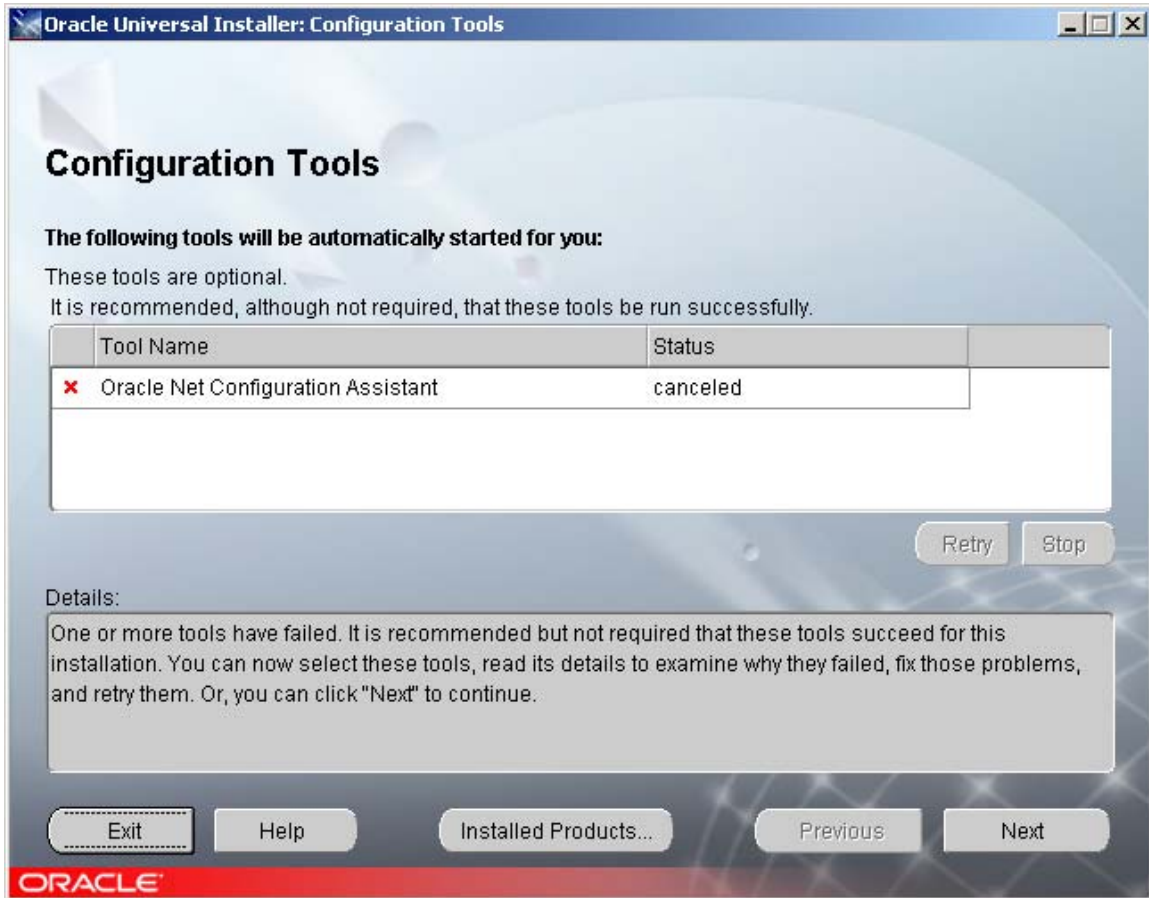 Oracle Universal Installer: Configuration Tools
Configuration Tools
The following tools will be automatically started for you:
These tools are optional.
It is recommended, although not required, that these tools be run successfully.
Tool Name Status
Oracle Net Configuration Assistant canceled
Retry Stop
Details:
One or more tools have failed. It is recommended but not required that these tools succeed for this
installation. You can now select these tools, read its details to examine why they failed, fix those problems,
and retry them. Or, you can click "Next" to continue.
Exit Help Installed Products... Previous Next
ORACLE